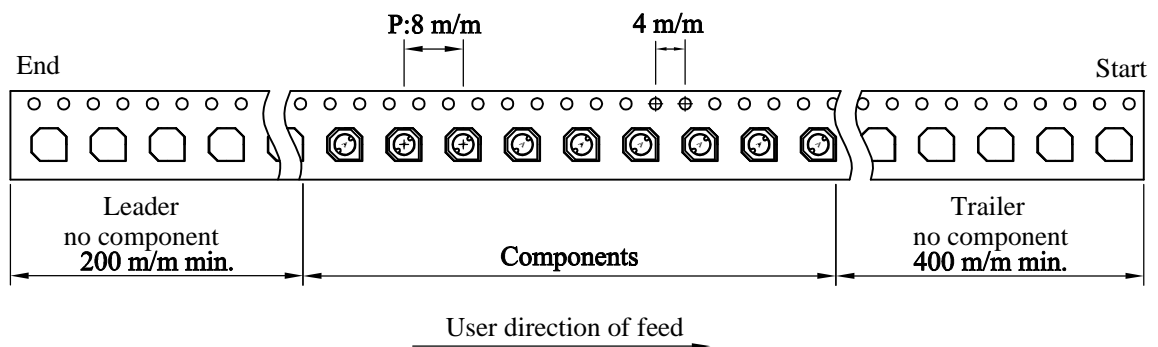 P:8 m/m
4 m/m
End
Start
Leader
no component
200 m/m min.
Components
Trailer
no component
400 m/m min.
User direction of feed